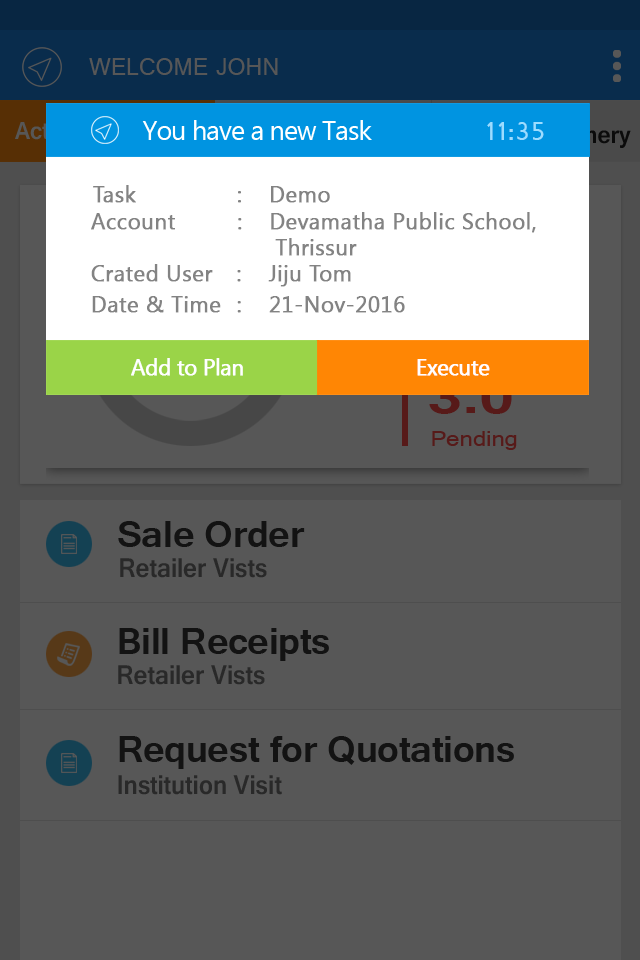 WELCOME JOHN
You have a new Task 11:35
Task : Demo
Account : Devamatha Public School,
Thrissur
Crated User : Jiju Tom
Date & Time : 21-Nov-2016
Add to Plan Execute
3.0
Pending
Sale Order
Retailer Vists
Bill Receipts
Retailer Vists
Request for Quotations
Institution Visit